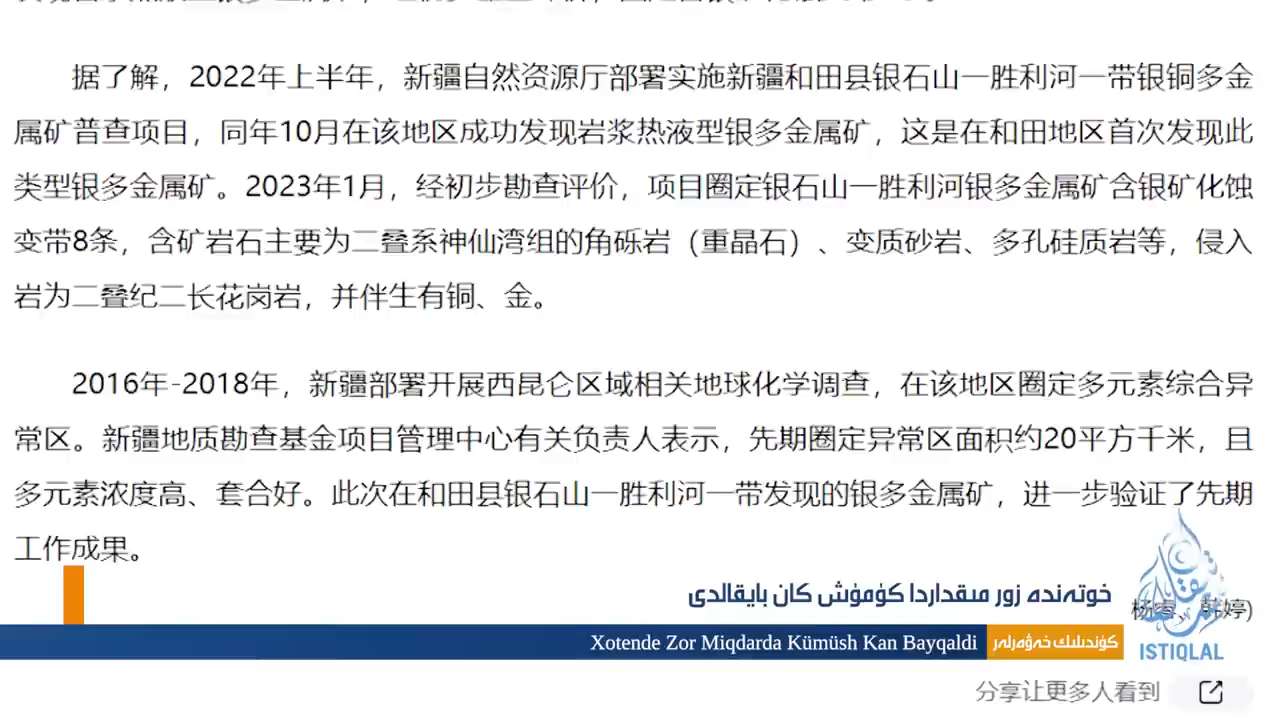 据了解，2022年上半年，新疆自然资源厅部署实施新疆和田县银石山—胜利河一带银铜多金
属矿普查项目，同年10月在该地区成功发现岩浆热液型银多金属矿，这是在和田地区首次发现此
类型银多金属矿。2023年1月，经初步勘查评价，项目圈定银石山—胜利河银多金属矿含银矿化蚀
变带8条，含矿岩石主要为二叠系神仙湾组的角砾岩（重晶石）、变质砂岩、多孔硅质岩等，侵入
岩为二叠纪二长花岗岩，并伴生有铜、金。
2016年-2018年，新疆部署开展西昆仑区域相关地球化学调查，在该地区圈定多元素综合异
常区。新疆地质勘查基金项目管理中心有关负责人表示，先期圈定异常区面积约20平方千米，且
多元素浓度高、套合好。此次在和田县银石山—胜利河一带发现的银多金属矿，进一步验证了先期
工作成果。
خوتەندە زور مىقداردا كۈمۈش كان بايقالدى
婷)
Xotende Zor Miqdarda Kümüsh Kan Bayqaldi
كۈندىلىك خەۋەرلەر
ISTIQLAL
分享让更多人看到